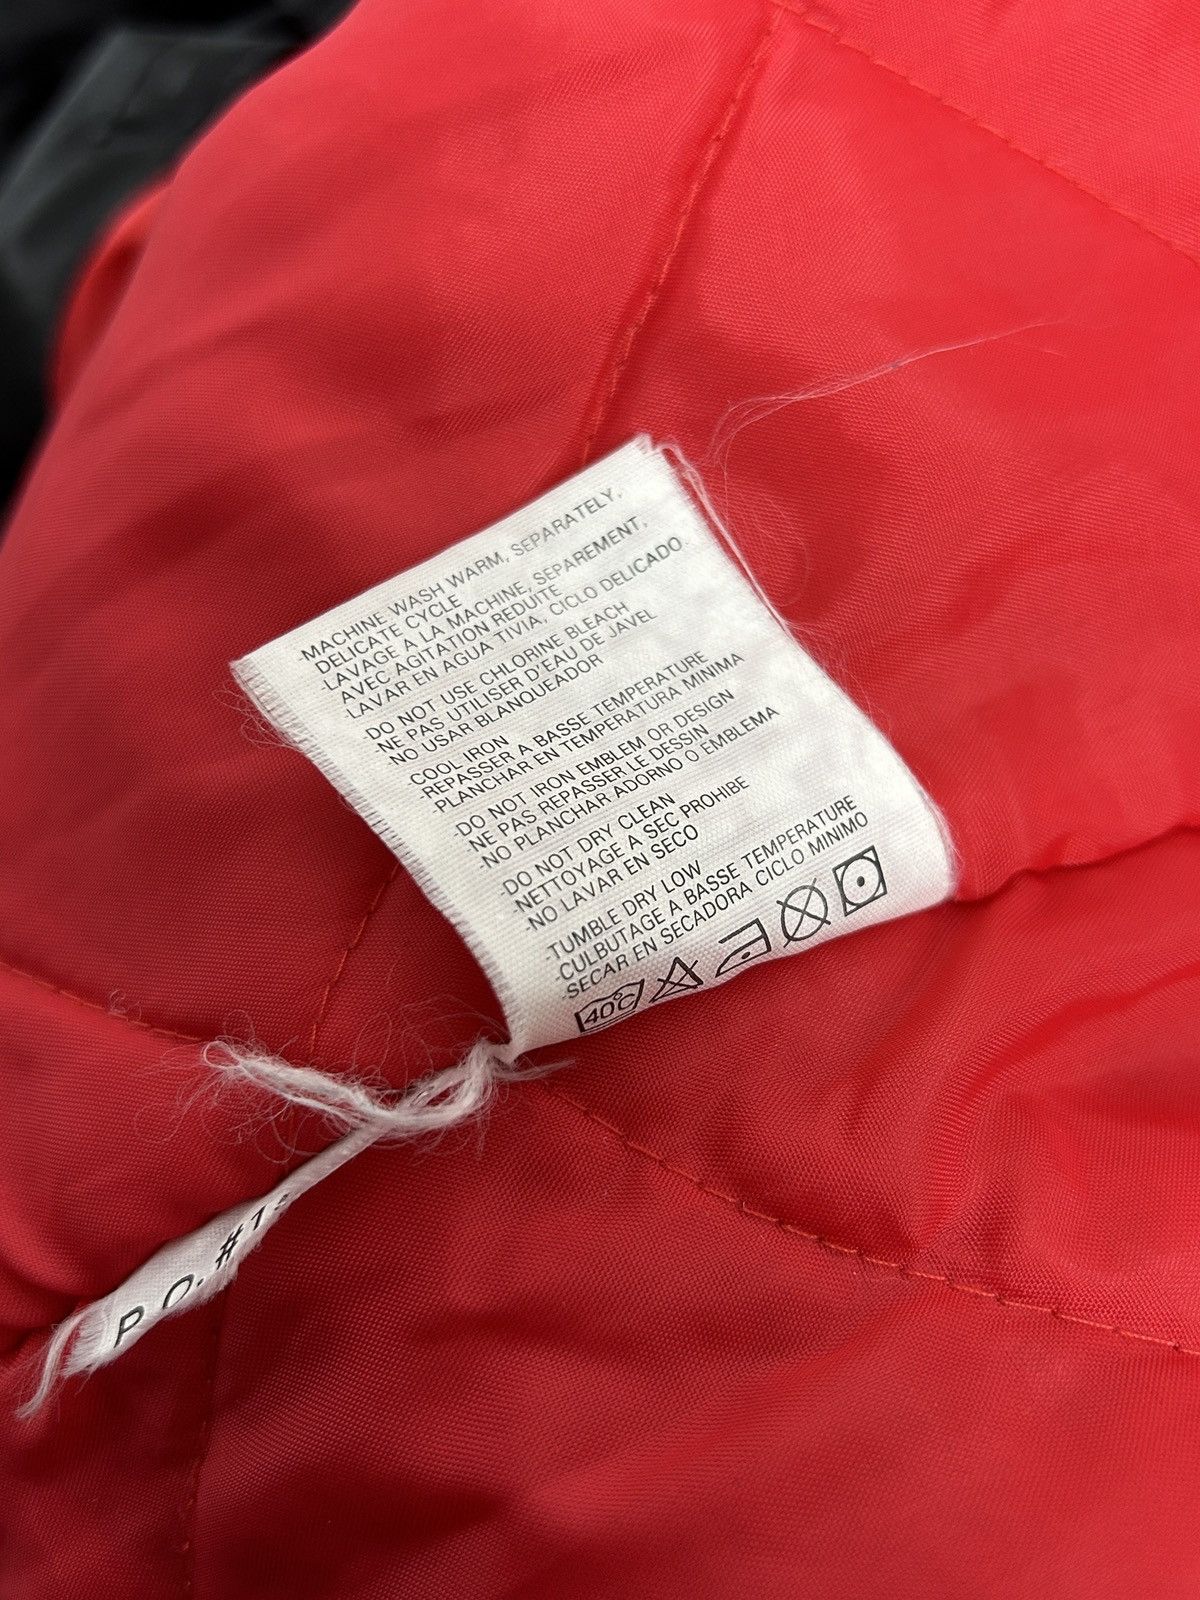 -MACHINE WASH WARM, SEPARATELY,
DELICATE CYCLE
-LAVAGE A LA MACHINE, SEPAREMENT,
AVEC AGITATION REDUITE
-LAVAR EN AGUA TIVIA, CICLO DELICADO.
-DO NOT USE CHLORINE BLEACH
-NE PAS UTILISER D'EAU DE JAVEL
NO USAR BLANQUEADOR
-COOL IRON
-REPASSER A BASSE TEMPERATURE
-PLANCHAR EN TEMPERATURA MINIMA
-DO NOT IRON EMBLEM OR DESIGN
NE PAS REPASSER LE DESSIN
-NO PLANCHAR ADORNO O EMBLEMA
-DO NOT DRY CLEAN
-NETTOYAGE A SEC PROHIBE
-NO LAVAR EN SECO
-TUMBLE DRY LOW
-CULBUTAGE A BASSE TEMPERATURE
-SECAR EN SECADORA CICLO MINIMO
40°C
P.O. #1